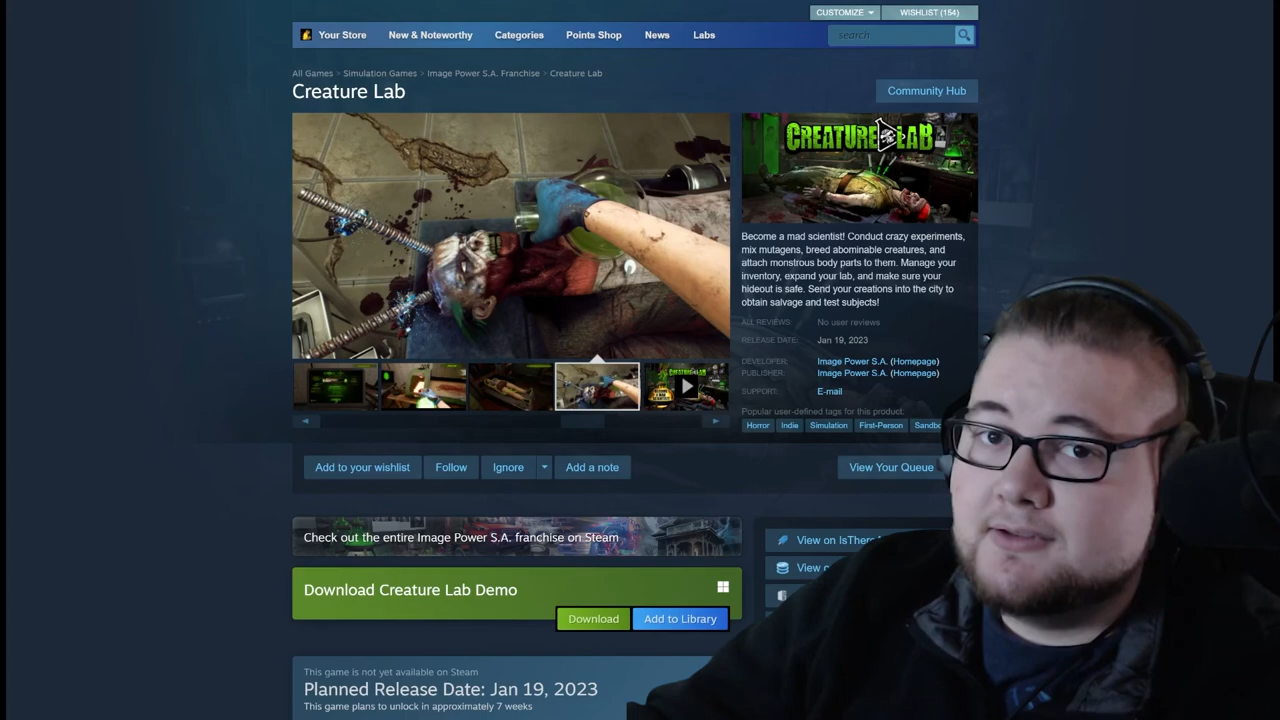 CUSTOMIZE
WISHLIST (154)
Your Store
New & Noteworthy
Categories
Points Shop
News
Labs
search
All Games > Simulation Games > Image Power S.A. Franchise > Creature Lab
Creature Lab
Community Hub
CREATURE LAB
Become a mad scientist! Conduct crazy experiments,
mix mutagens, breed abominable creatures, and
attach monstrous body parts to them. Manage your
inventory, expand your lab, and make sure your
hideout is safe. Send your creations into the city to
obtain salvage and test subjects!
ALL REVIEWS: No user reviews
RELEASE DATE: Jan 19, 2023
DEVELOPER: Image Power S.A. (Homepage)
PUBLISHER: Image Power S.A. (Homepage)
SUPPORT: E-mail
Popular user-defined tags for this product:
Horror Indie Simulation First-Person Sandbo
Add to your wishlist
Follow
Ignore
Add a note
View Your Queue
Check out the entire Image Power S.A. franchise on Steam
View on IsThere
View
Download Creature Lab Demo
Download
Add to Library
This game is not yet available on Steam
Planned Release Date: Jan 19, 2023
This game plans to unlock in approximately 7 weeks